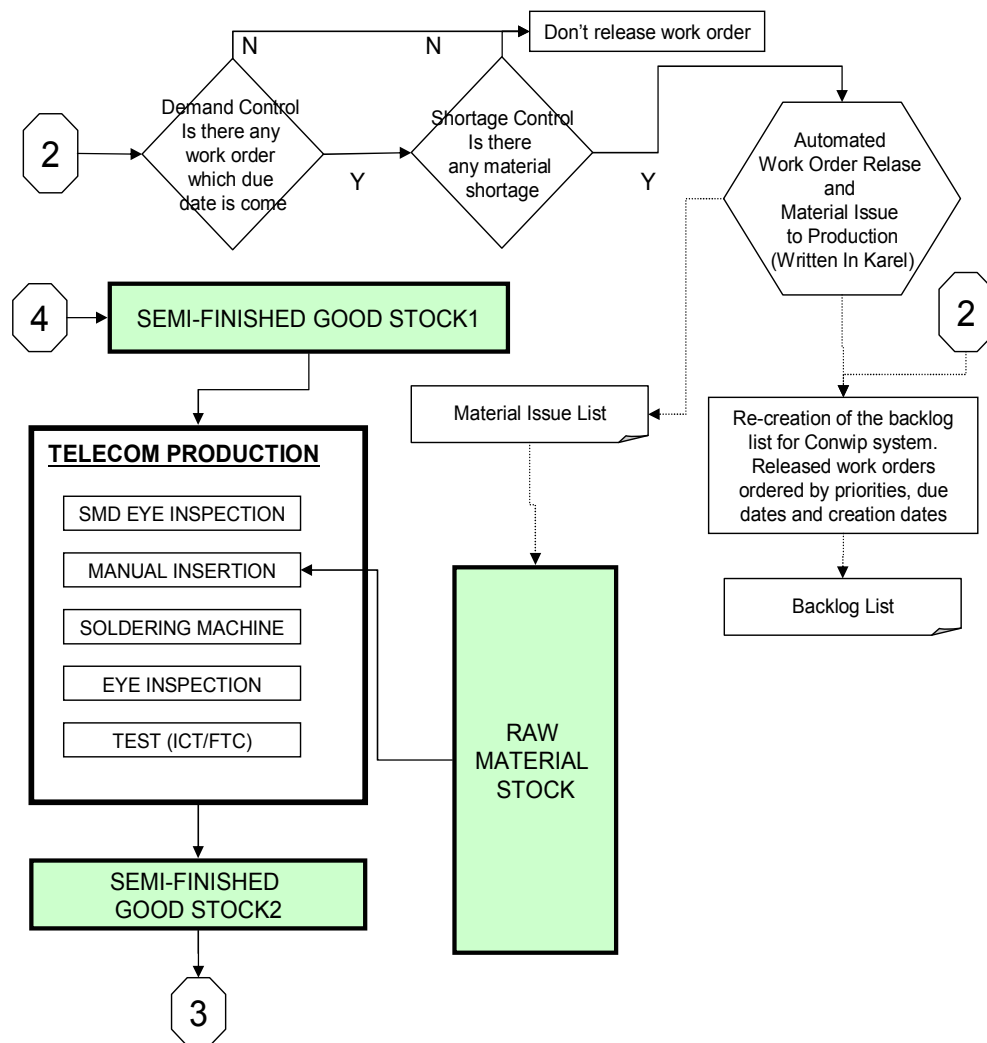 Don't release work order
N
N
Demand Control
Is there any
work order
which due
date is come
Shortage Control
Is there
any material
shortage
2
Y
Y
Automated
Work Order Relase
and
Material Issue
to Production
(Written In Karel)
4
SEMI-FINISHED GOOD STOCK1
2
Material Issue List
Re-creation of the backlog
list for Conwip system.
Released work orders
ordered by priorities, due
dates and creation dates
TELECOM PRODUCTION
SMD EYE INSPECTION
MANUAL INSERTION
SOLDERING MACHINE
EYE INSPECTION
TEST (ICT/FTC)
Backlog List
RAW
MATERIAL
STOCK
SEMI-FINISHED
GOOD STOCK2
3